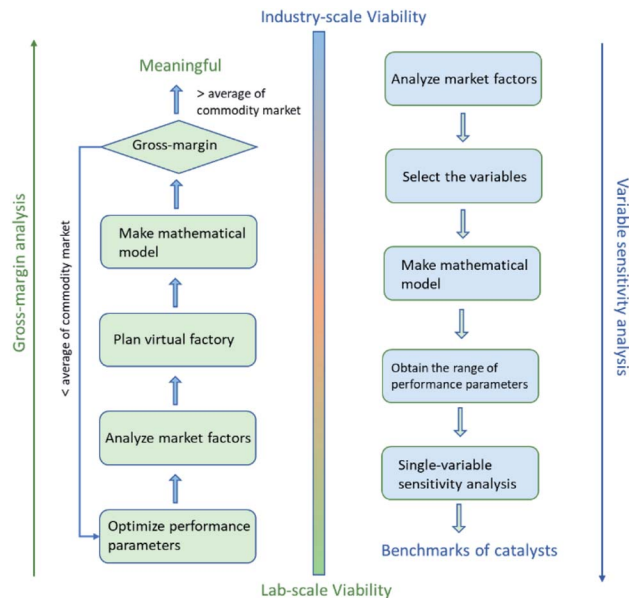 Industry-scale Viability
Gross-margin analysis
Meaningful
> average of
commodity market
Gross-margin
< average of commodity market
Make mathematical
model
Plan virtual factory
Analyze market factors
Optimize performance
parameters
Analyze market factors
Select the variables
Make mathematical
model
Obtain the range of
performance parameters
Single-variable
sensitivity analysis
Benchmarks of catalysts
Variable sensitivity analysis
Lab-scale Viability